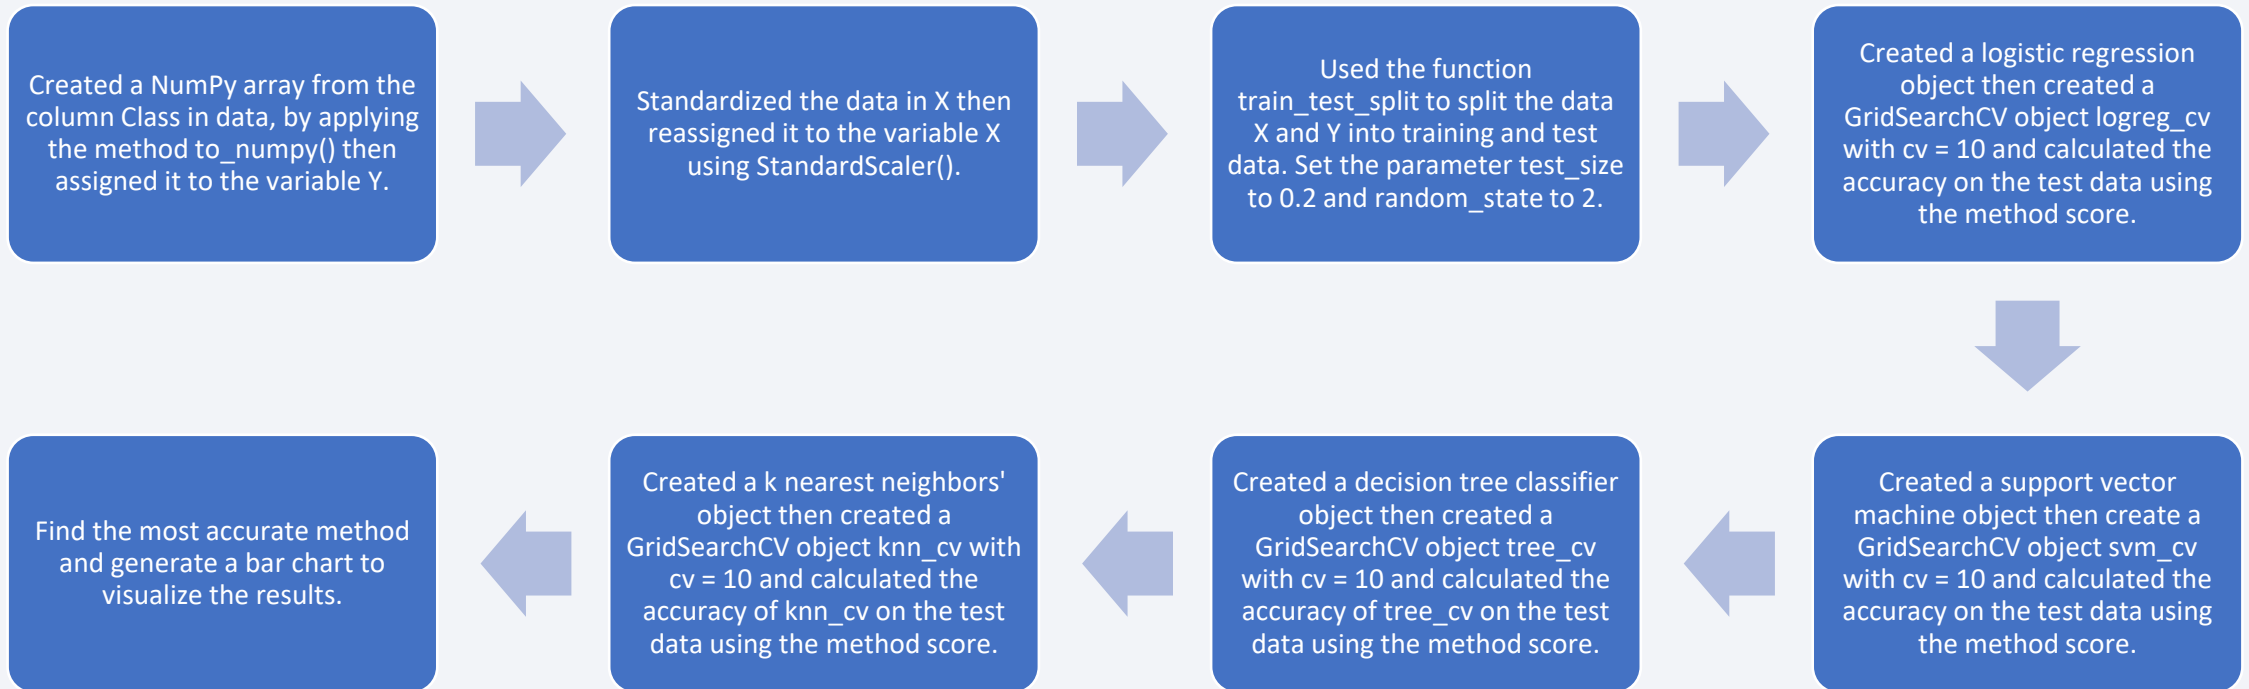 Created a NumPy array from the
column Class in data, by applying
the method to_numpy() then
assigned it to the variable Y.
Standardized the data in X then
reassigned it to the variable X
using StandardScaler().
Used the function
train_test_split to split the data
X and Y into training and test
data. Set the parameter test_size
to 0.2 and random_state to 2.
Created a logistic regression
object then created a
GridSearchCV object logreg_cv
with cv = 10 and calculated the
accuracy on the test data using
the method score.
Created a support vector
machine object then create a
GridSearchCV object svm_cv
with cv = 10 and calculated the
accuracy on the test data using
the method score.
Created a decision tree classifier
object then created a
GridSearchCV object tree_cv
with cv = 10 and calculated the
accuracy of tree_cv on the test
data using the method score.
Created a k nearest neighbors'
object then created a
GridSearchCV object knn_cv with
cv = 10 and calculated the
accuracy of knn_cv on the test
data using the method score.
Find the most accurate method
and generate a bar chart to
visualize the results.